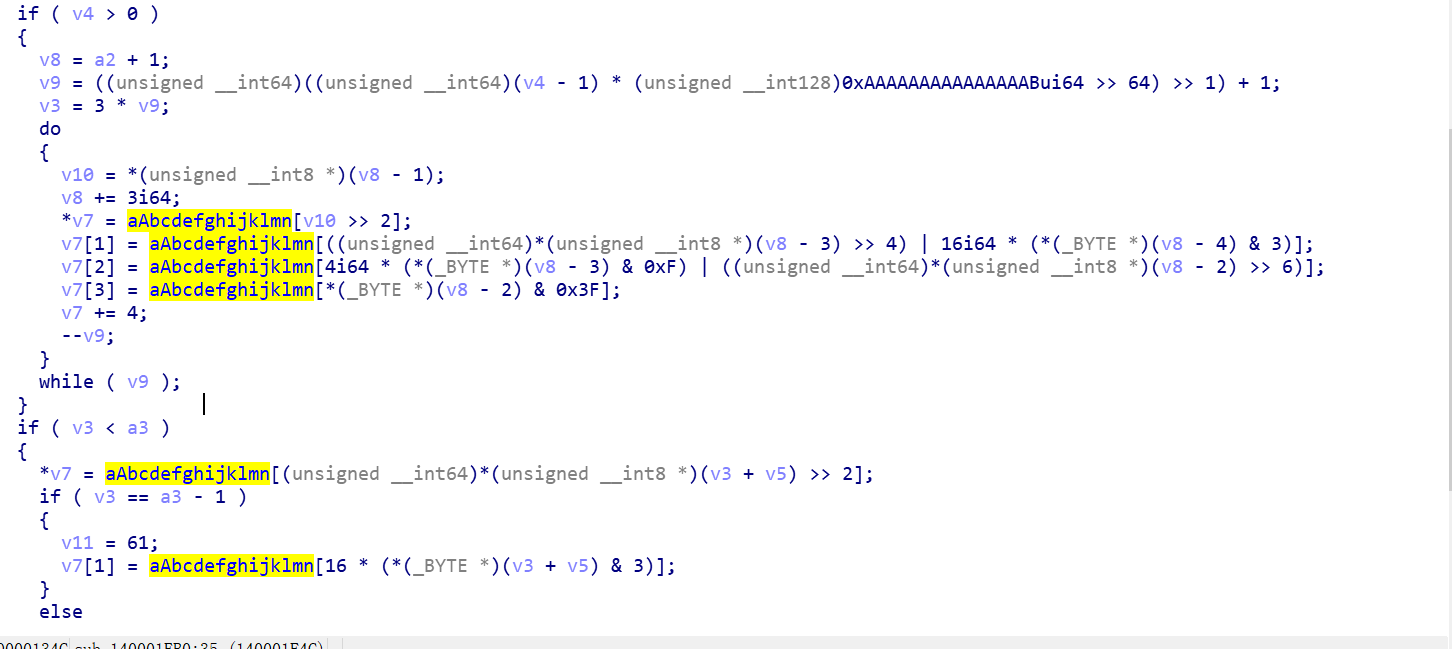 if ( v4 > 0 )
{
v8 = a2 + 1;
v9 = ((unsigned __int64)((unsigned __int64)(v4 - 1) * (unsigned __int128)0xAAAAAAAAAAAAAAABui64 >> 64) >> 1) + 1;
v3 = 3 * v9;
do
{
v10 = *(unsigned __int8 *)(v8 - 1);
v8 += 3i64;
*v7 = aAbcdefghijklmn[v10 >> 2];
v7[1] = aAbcdefghijklmn[((unsigned __int64)*(unsigned __int8 *)(v8 - 3) >> 4) | 16i64 * (*(_BYTE *)(v8 - 4) & 3)];
v7[2] = aAbcdefghijklmn[4i64 * (*(_BYTE *)(v8 - 3) & 0xF) | ((unsigned __int64)*(unsigned __int8 *)(v8 - 2) >> 6)];
v7[3] = aAbcdefghijklmn[*(_BYTE *)(v8 - 2) & 0x3F];
v7 += 4;
--v9;
}
while ( v9 );
}
if ( v3 < a3 )
{
*v7 = aAbcdefghijklmn[(unsigned __int64)*(unsigned __int8 *)(v3 + v5) >> 2];
if ( v3 == a3 - 1 )
{
v11 = 61;
v7[1] = aAbcdefghijklmn[16 * (*(_BYTE *)(v3 + v5) & 3)];
}
else